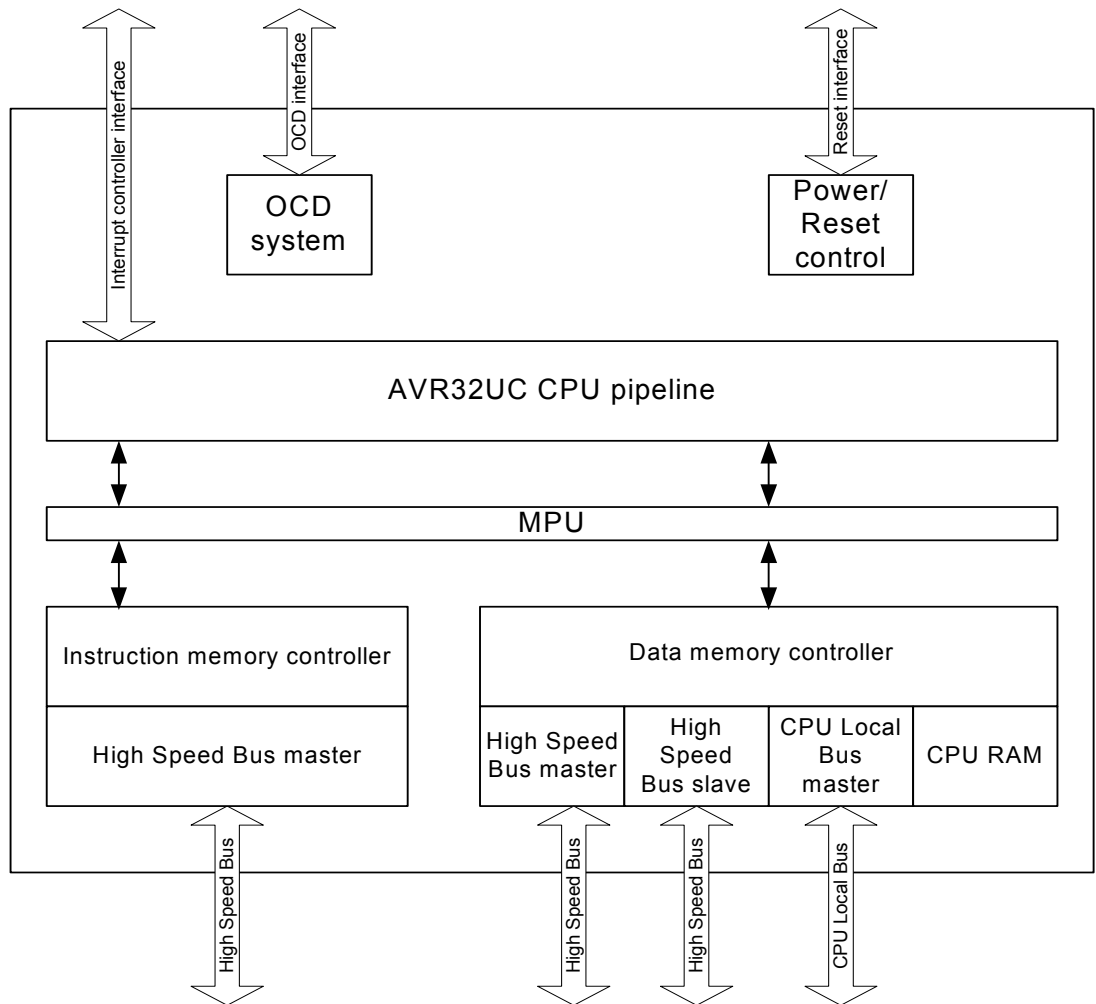 Interrupt controller interface
OCD interface
Reset interface
OCD
system
Power/
Reset
control
AVR32UC CPU pipeline
MPU
Instruction memory controller
High Speed Bus master
Data memory controller
High Speed
Bus master
High
Speed
Bus slave
CPU Local
Bus
master
CPU RAM
High Speed Bus
High Speed Bus
High Speed Bus
CPU Local Bus